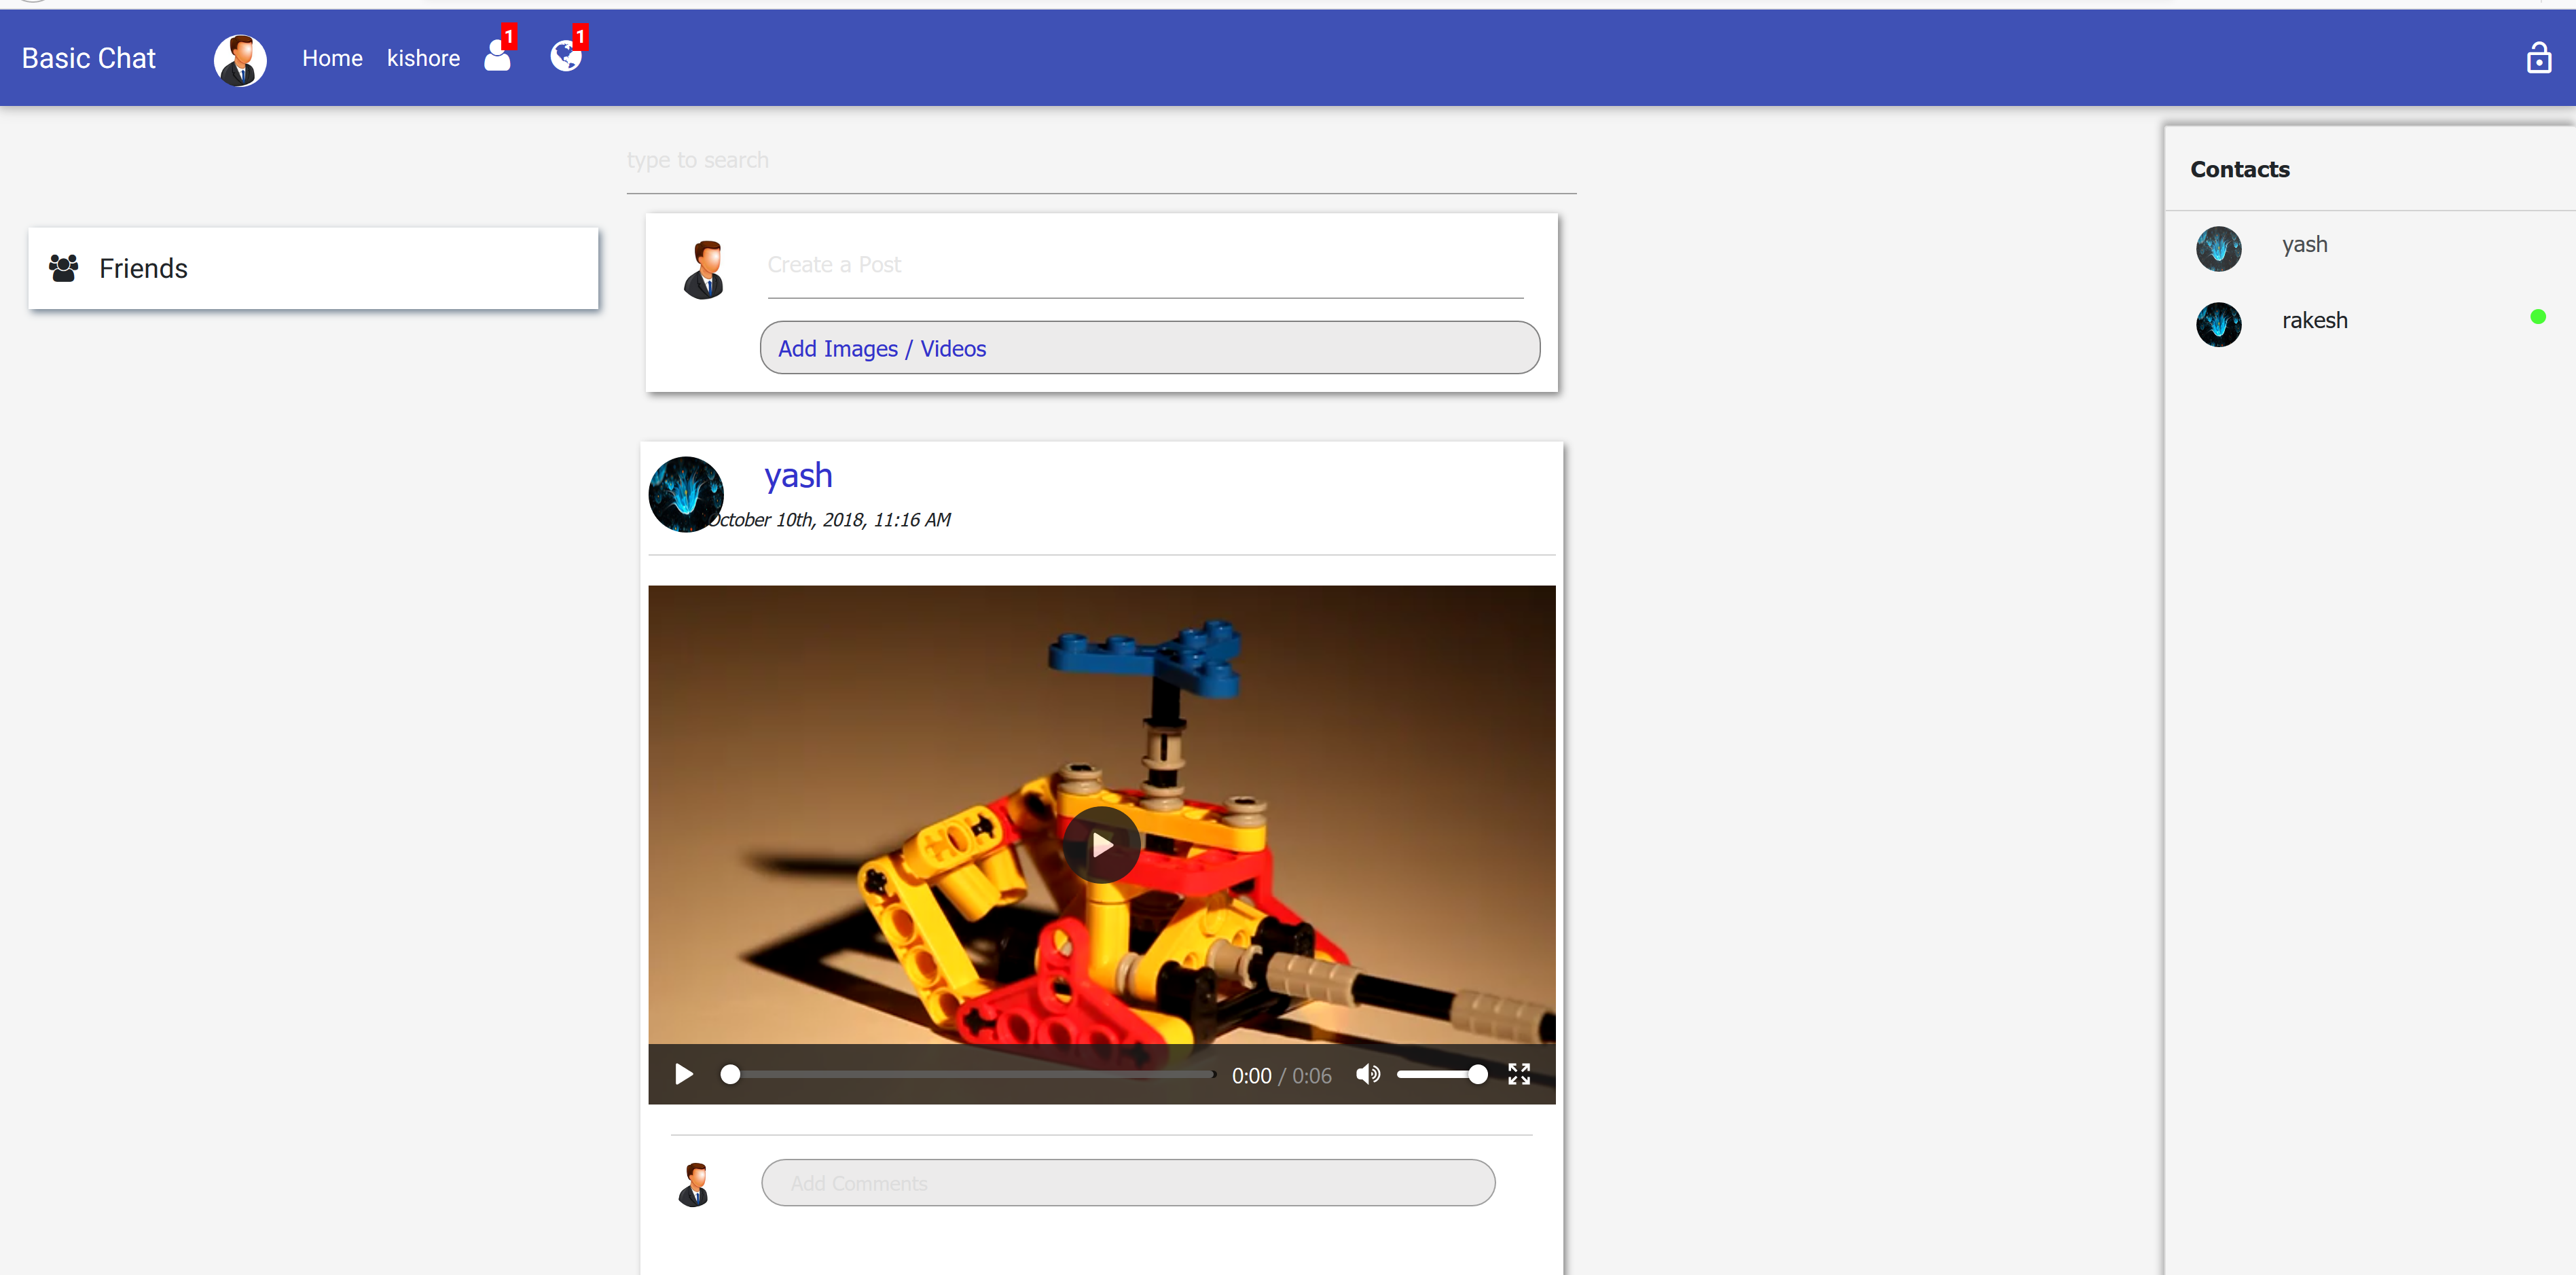 Basic Chat
Home
kishore
1
1
type to search
Contacts
Friends
Create a Post
Add Images / Videos
yash
rakesh
yash
October 10th, 2018, 11:16 AM
0:00 / 0:06
Add Comments